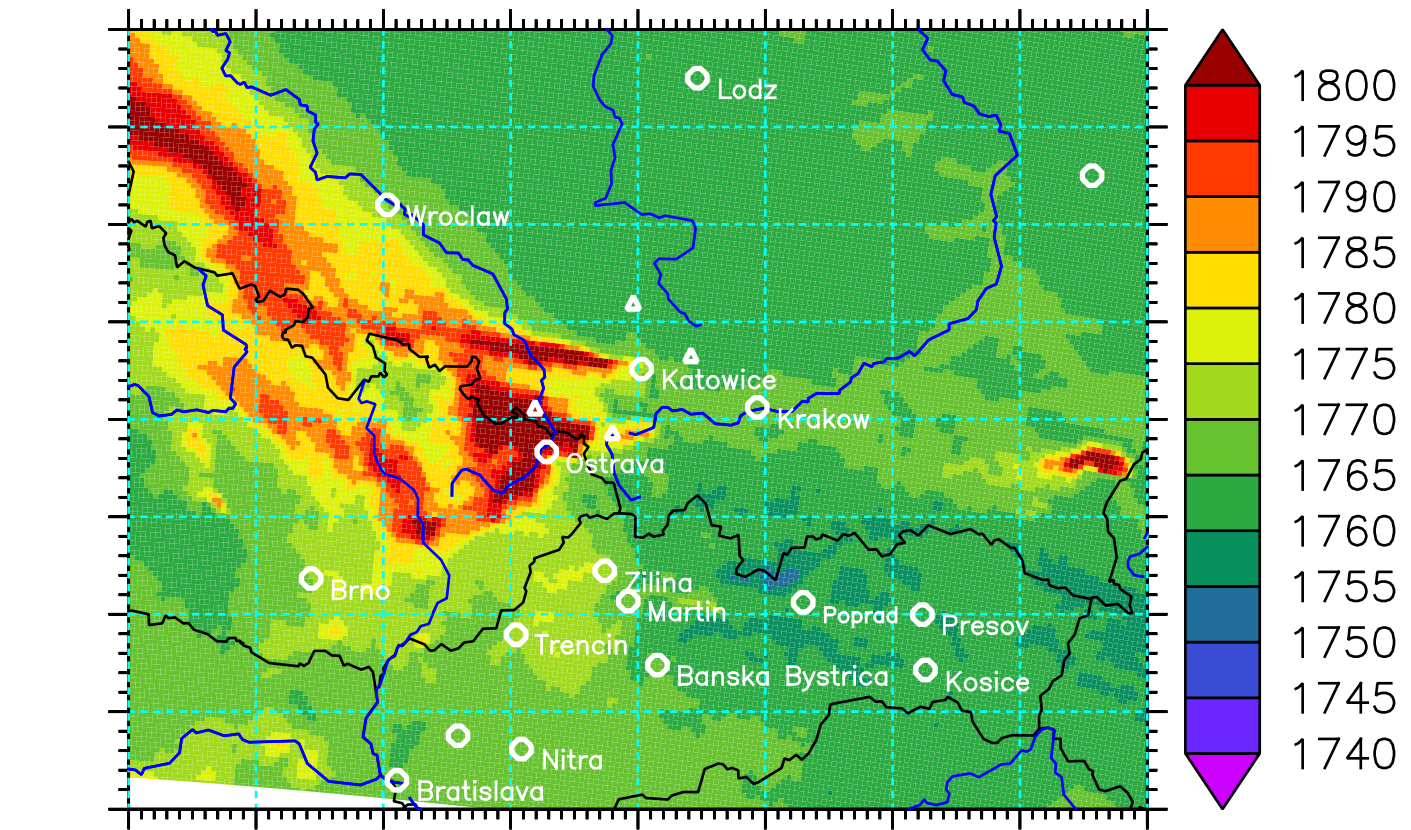 Lodz
Wroclaw
Katowice
Krakow
Ostrava
Zilina
Brno
Martin
Poprad
Presov
Trencin
Banska Bystrica
Kosice
Nitra
Bratislava
1800
1795
1790
1785
1780
1775
1770
1765
1760
1755
1750
1745
1740